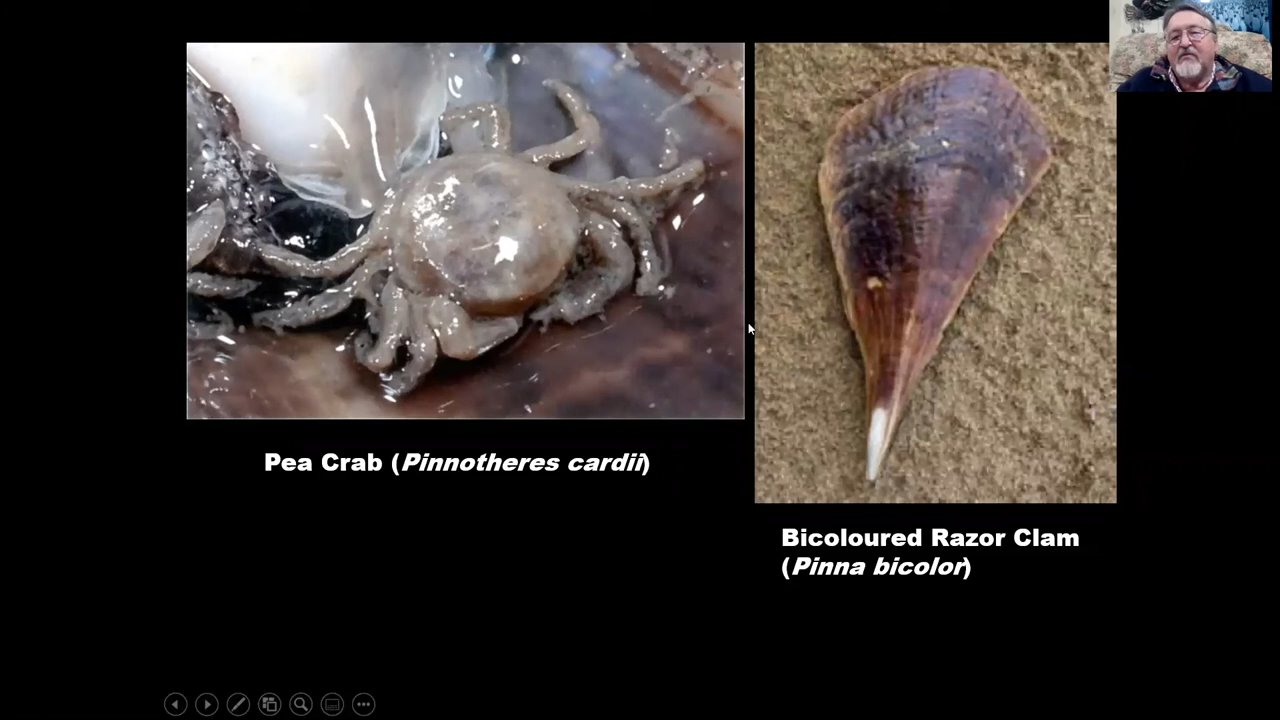 Pea Crab (Pinnotheres cardii)
Bicoloured Razor Clam
(Pinna bicolor)